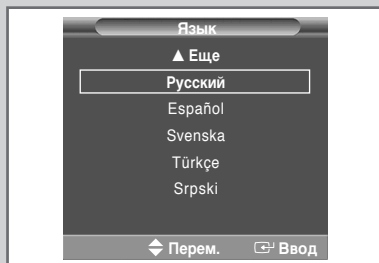 Язык
▲ Еще
Русский
Español
Svenska
Türkçe
Srpski
Перем. Ввод